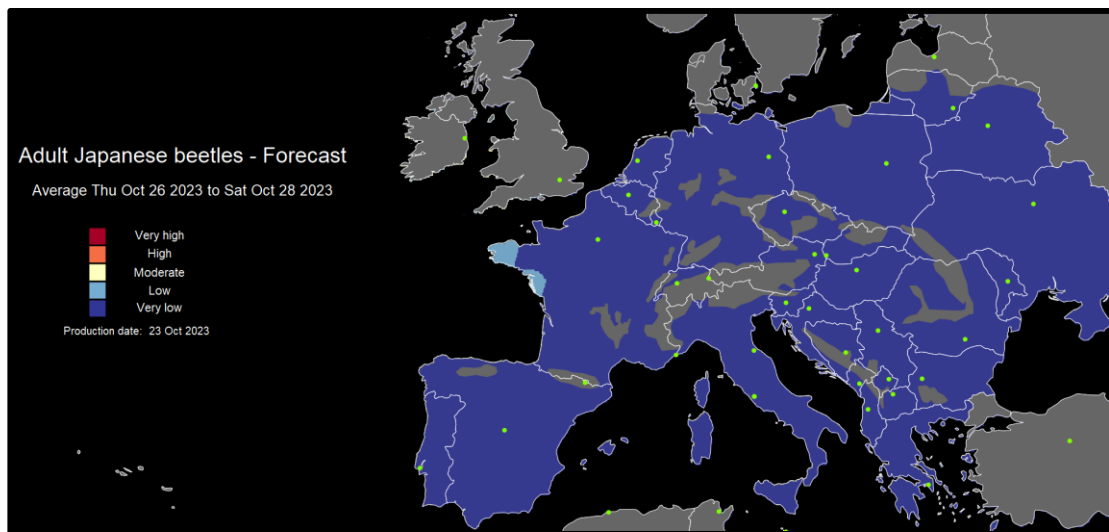 Adult Japanese beetles - Forecast
Average Thu Oct 26 2023 to Sat Oct 28 2023
Very high
High
Moderate
Low
Very low
Production date: 23 Oct 2023